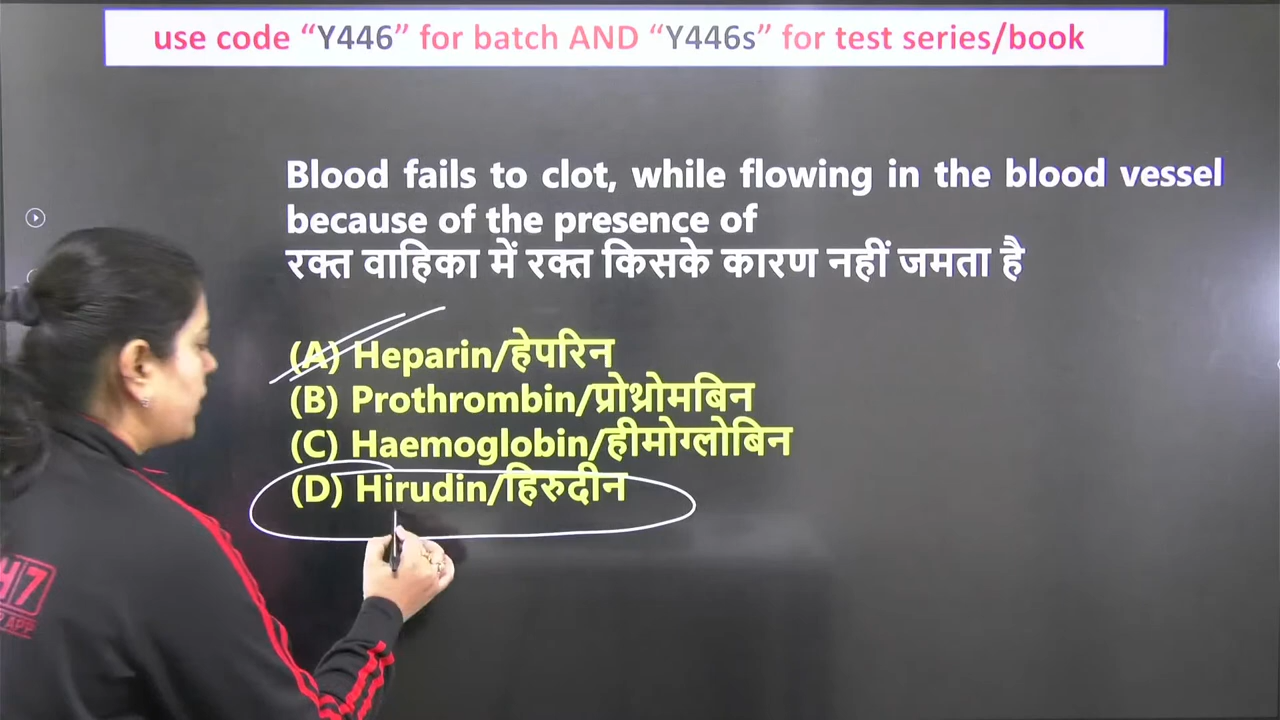 use code “Y446” for batch AND “Y446s” for test series/book
Blood fails to clot, while flowing in the blood vessel
because of the presence of
रक्त वाहिका में रक्त किसके कारण नहीं जमता है
(A) Heparin/हेपरिन
(B) Prothrombin/प्रोथ्रोमबिन
(C) Haemoglobin/हीमोग्लोबिन
(D) Hirudin/हिरुदीन
H7
APP